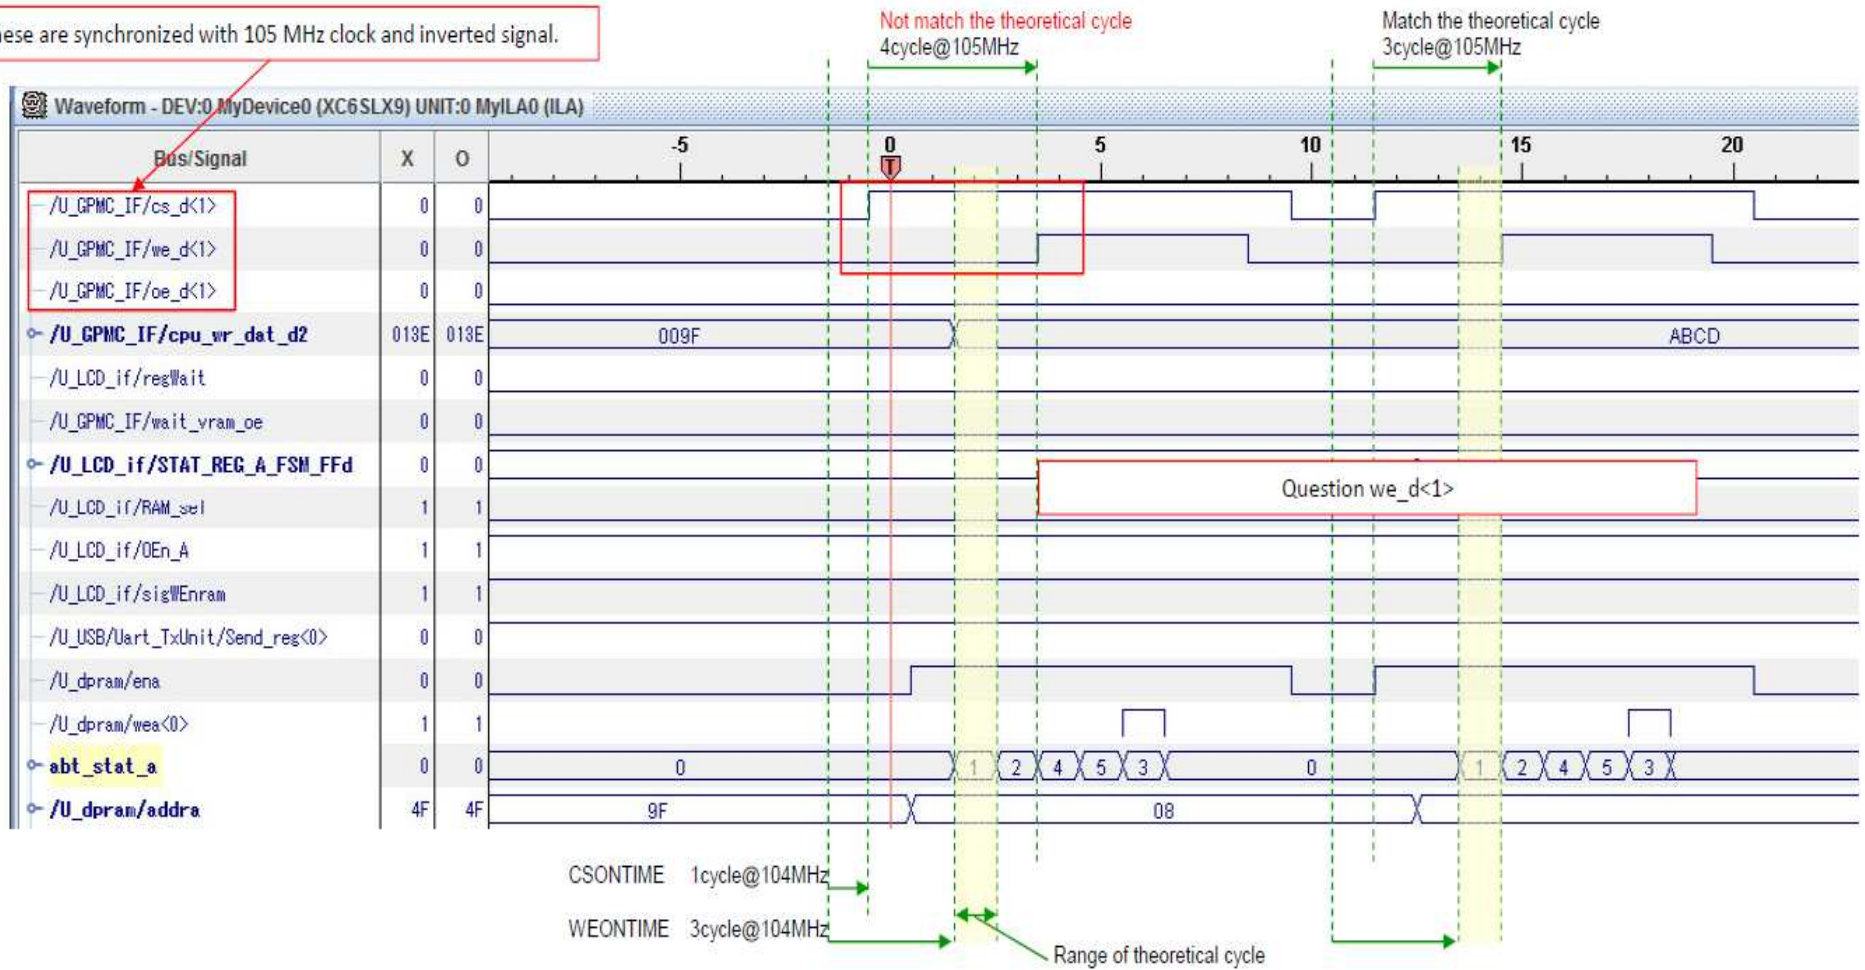 hese are synchronized with 105 MHz clock and inverted signal.
Not match the theoretical cycle
4cycle@105MHz
Match the theoretical cycle
3cycle@105MHz
Waveform - DEV:0 MyDevice0 (XC6SLX9) UNIT:0 MyILA0 (ILA)
Bus/Signal X O -5 0 5 10 15 20
T
/U_GPMC_IF/cs_d<1> 0 0
/U_GPMC_IF/we_d<1> 0 0
/U_GPMC_IF/oe_d<1> 0 0
/U_GPMC_IF/cpu_wr_dat_d2 013E 013E 009F ABCD
/U_LCD_if/regWait 0 0
/U_GPMC_IF/wait_vram_oe 0 0
/U_LCD_if/STAT_REG_A_FSM_FFd 0 0
Question we_d<1>
/U_LCD_if/RAM_sel 1 1
/U_LCD_if/OEn_A 1 1
/U_LCD_if/sigWEnram 1 1
/U_USB/Uart_TxUnit/Send_reg<0> 0 0
/U_dpram/ena 0 0
/U_dpram/wea<0> 1 1
abt_stat_a 0 0 0 1 2 4 5 3 0 1 2 4 5 3
/U_dpram/addra 4F 4F 9F 08
CSONTIME 1cycle@104MHz
WEONTIME 3cycle@104MHz
Range of theoretical cycle